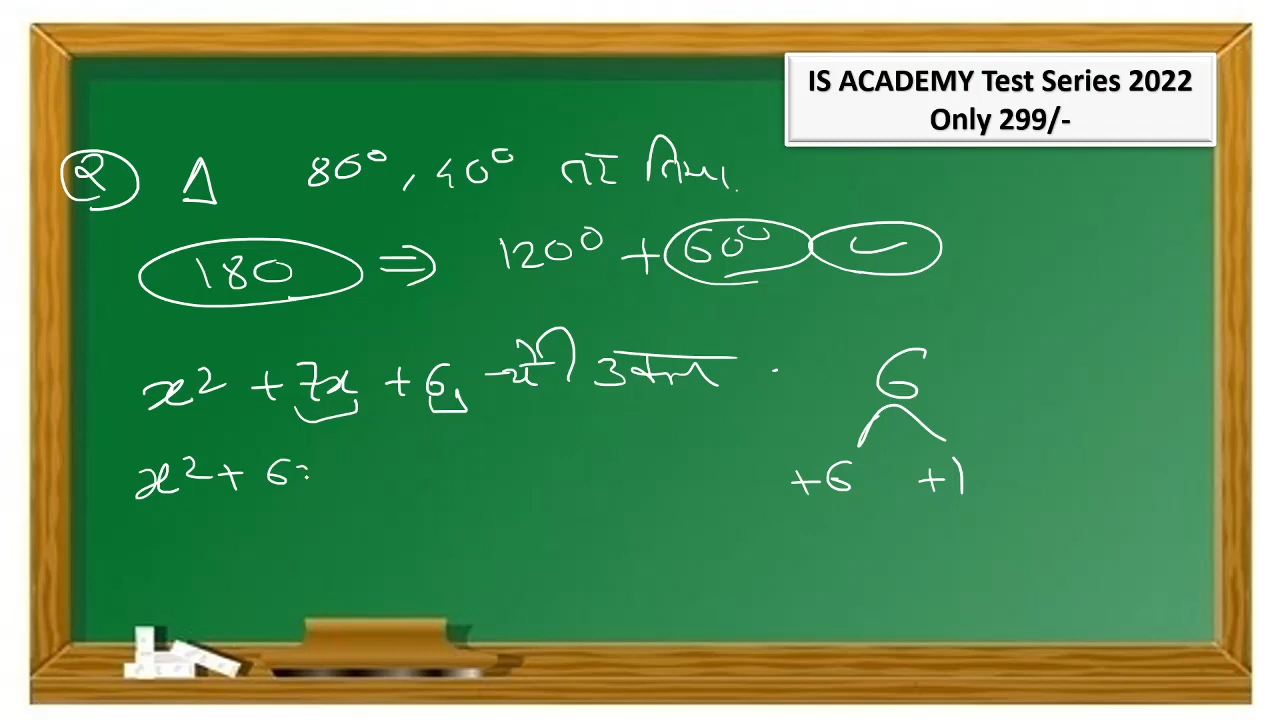 IS ACADEMY Test Series 2022
Only 299/-
2 Δ 80°, 40°
180 ⇒ 120° + 60°
x² + 7x + 6
6
+6 +1
x² + 6